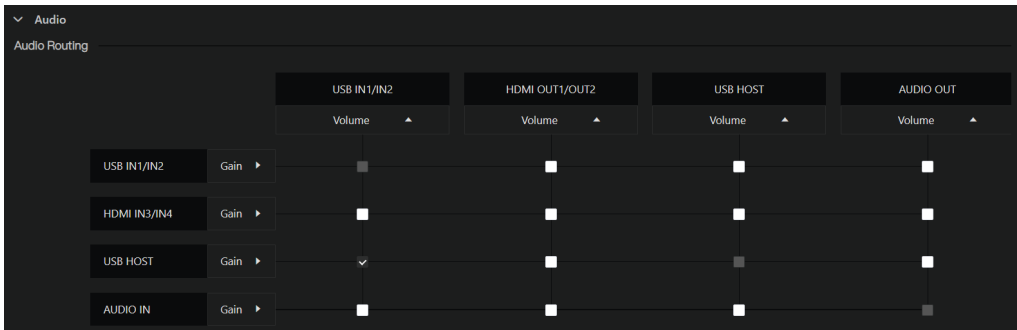 Audio
Audio Routing
USB IN1/IN2 HDMI OUT1/OUT2 USB HOST AUDIO OUT
Volume Volume Volume Volume
USB IN1/IN2 Gain
HDMI IN3/IN4 Gain
USB HOST Gain
AUDIO IN Gain